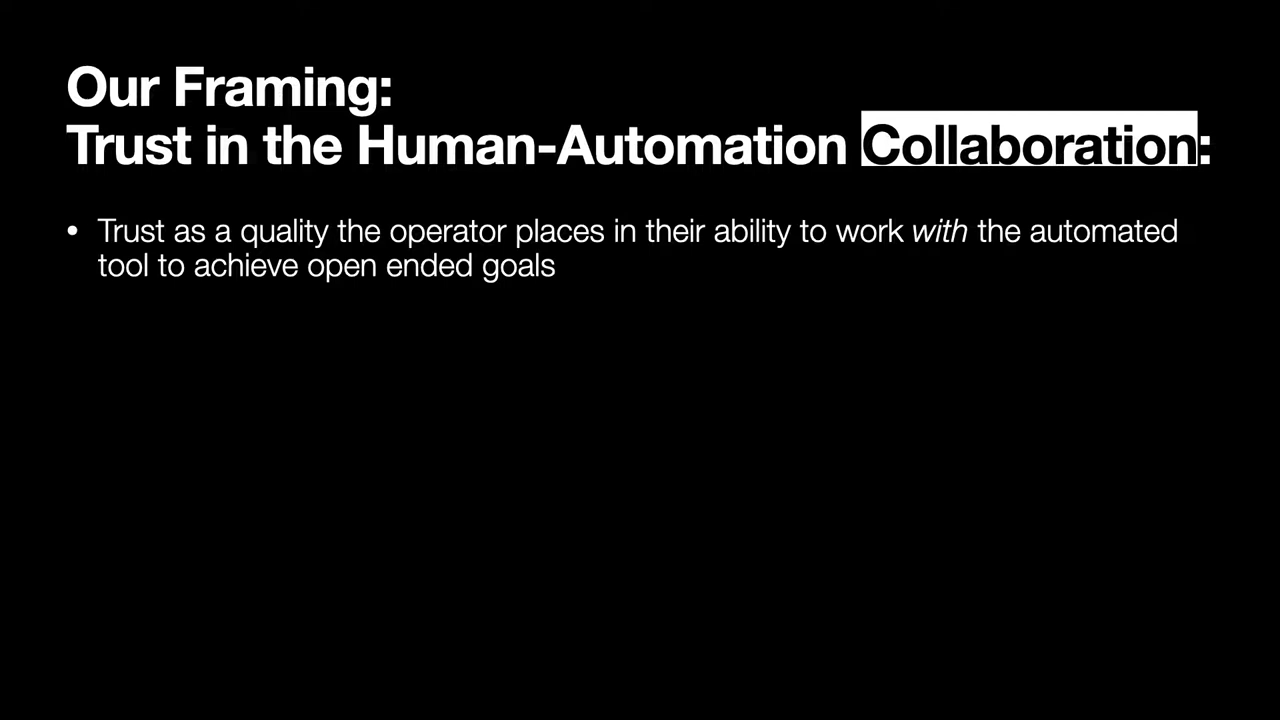 Our Framing:
Trust in the Human-Automation Collaboration:
• Trust as a quality the operator places in their ability to work with the automated
tool to achieve open ended goals